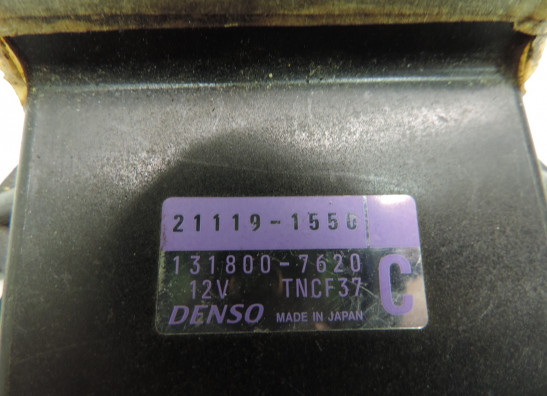 21119-1550
131800-7620
12V TNCF37 C
DENSO MADE IN JAPAN